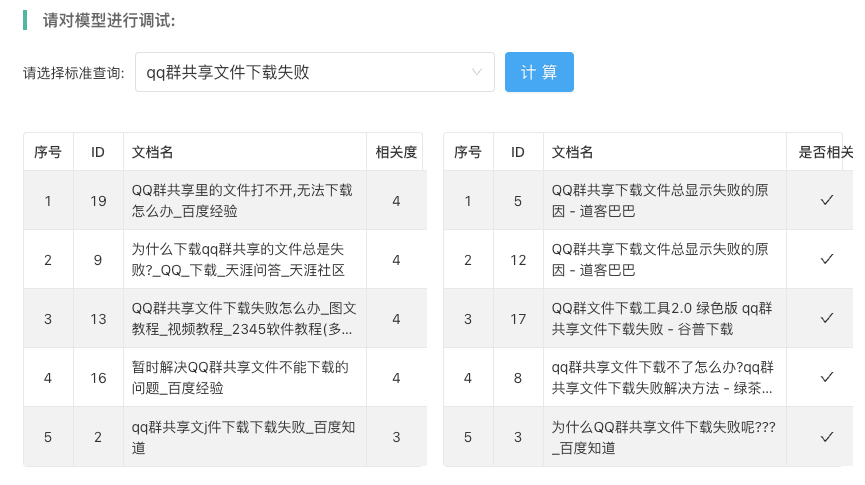 请对模型进行调试:
请选择标准查询: qq群共享文件下载失败 计 算
序号 ID 文档名 相关度
1 19 QQ群共享里的文件打不开,无法下载
怎么办_百度经验 4
2 9 为什么下载qq群共享的文件总是失
败?_QQ_下载_天涯问答_天涯社区 4
3 13 QQ群共享文件下载失败怎么办_图文
教程_视频教程_2345软件教程(多... 4
4 16 暂时解决QQ群共享文件不能下载的
问题_百度经验 4
5 2 qq群共享文j件下载下载失败_百度知
道 3
序号 ID 文档名 是否相关
1 5 QQ群共享下载文件总显示失败的原
因 - 道客巴巴 ✓
2 12 QQ群共享下载文件总显示失败的原
因 - 道客巴巴 ✓
3 17 QQ群文件下载工具2.0 绿色版 qq群
共享文件下载失败 - 谷普下载 ✓
4 8 qq群共享文件下载不了怎么办?qq群
共享文件下载失败解决方法 - 绿茶... ✓
5 3 为什么QQ群共享文件下载失败呢???
_百度知道 ✓